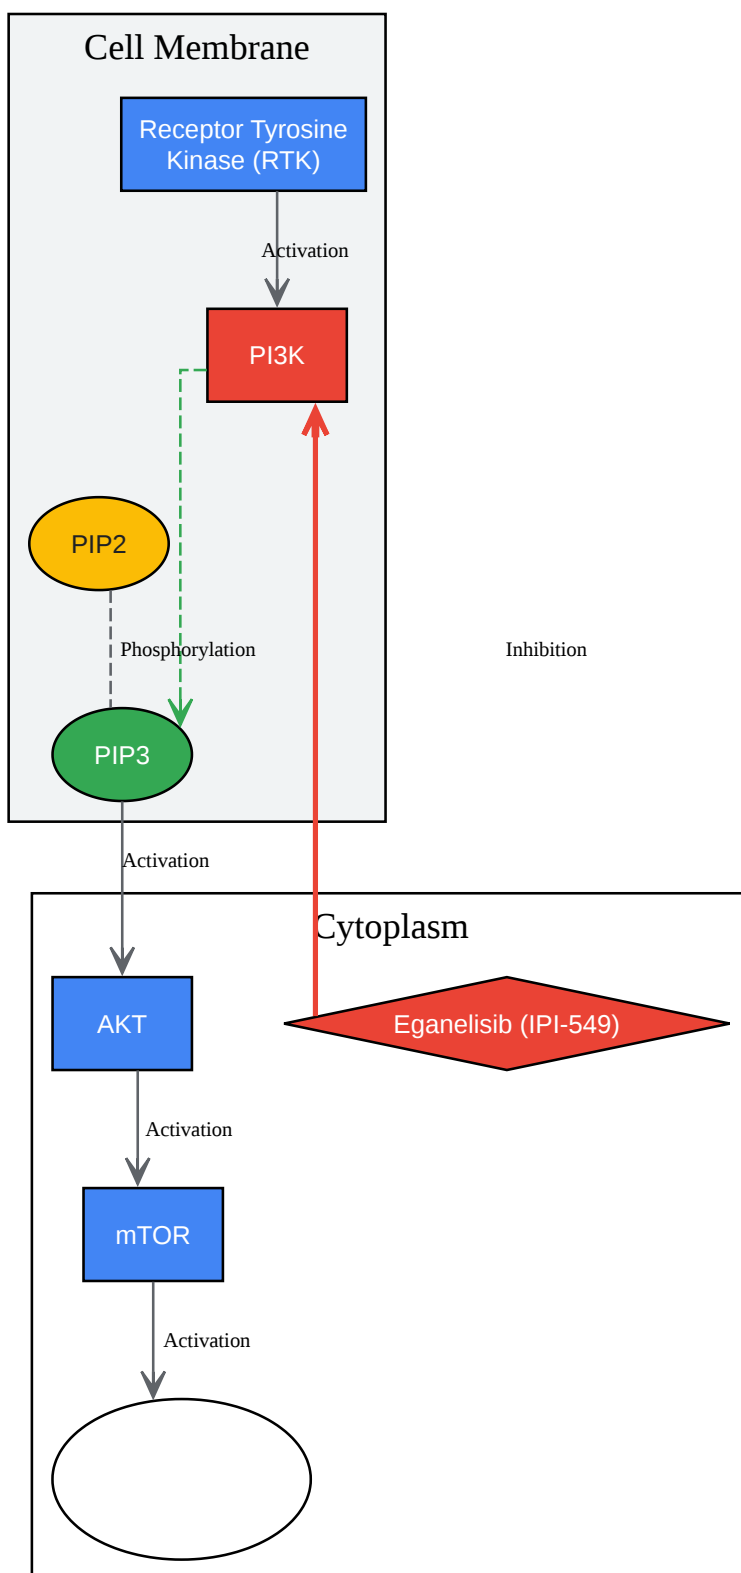 Cell Membrane
Receptor Tyrosine
Kinase (RTK)
Activation
PI3K
PIP2
Phosphorylation
Inhibition
PIP3
Activation
Cytoplasm
AKT
Eganelisib (IPI-549)
Activation
mTOR
Activation